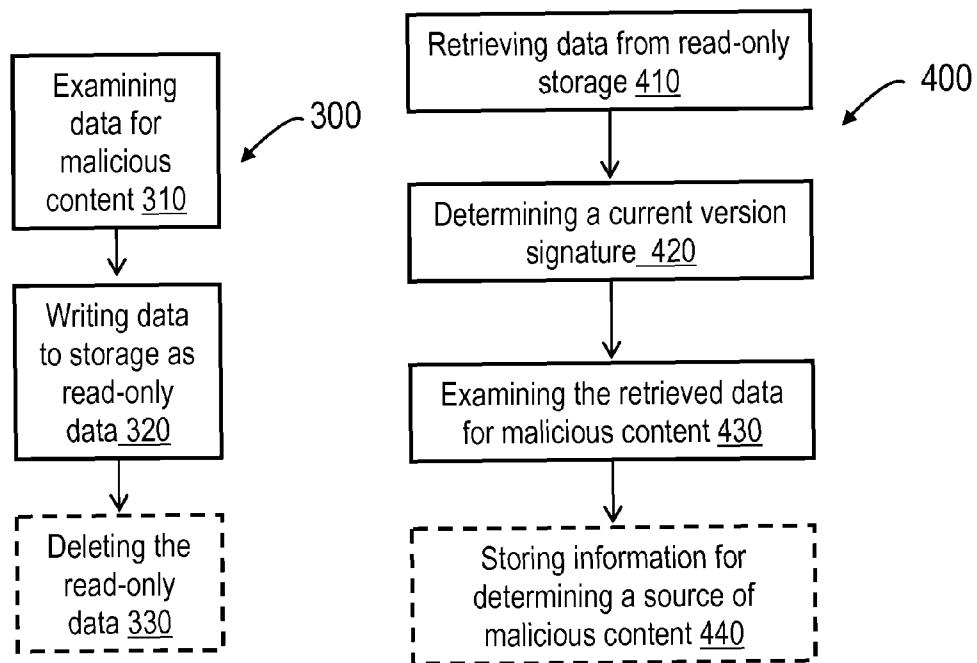 Examining
data for
malicious
content 310
300
Writing data
to storage as
read-only
data 320
Deleting the
read-only
data 330
Retrieving data from read-only
storage 410
400
Determining a current version
signature 420
Examining the retrieved data
for malicious content 430
Storing information for
determining a source of
malicious content 440